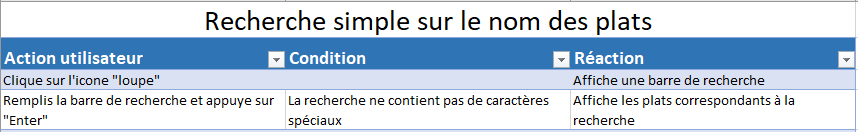 Recherche simple sur le nom des plats
Action utilisateur Condition Réaction
Clique sur l'icone "loupe" Affiche une barre de recherche
Remplis la barre de recherche et appuye sur La recherche ne contient pas de caractères Affiche les plats correspondants à la
"Enter" spéciaux recherche